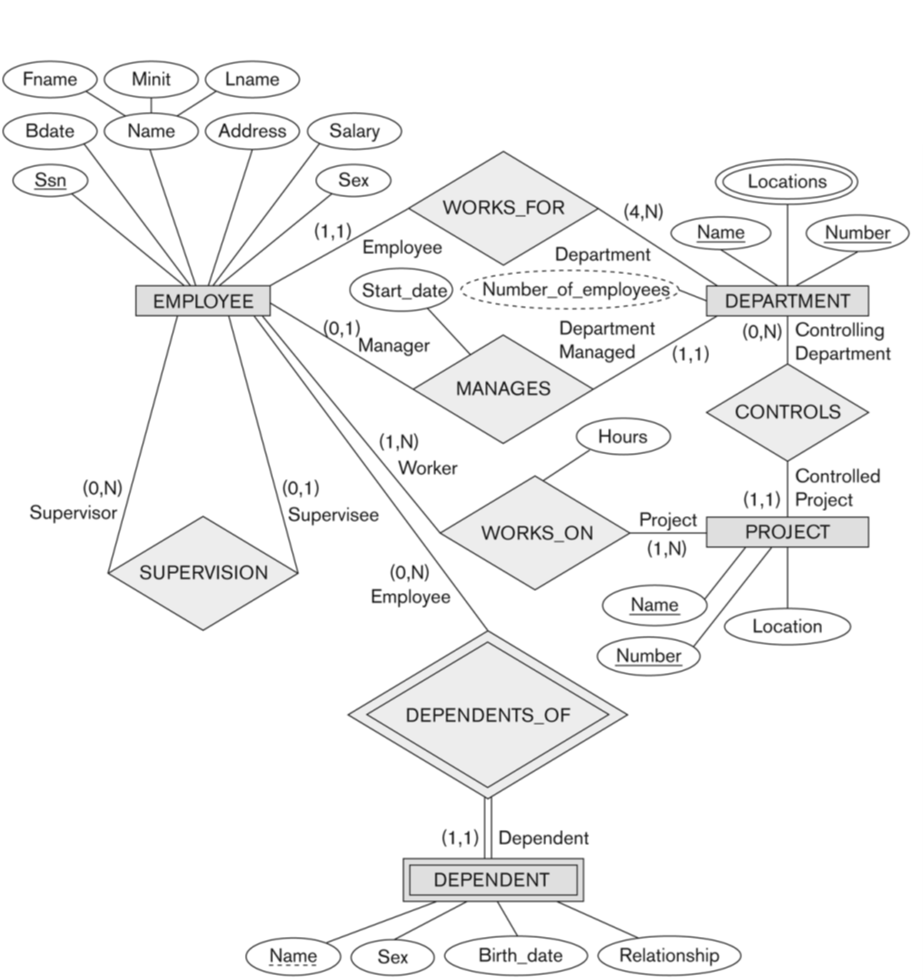 Fname
Minit
Lname
Bdate
Name
Address
Salary
Ssn
Sex
WORKS_FOR
Locations
(1,1)
Employee
(4,N)
Department
Name
Number
Start_date
Number_of_employees
EMPLOYEE
DEPARTMENT
(0,1)
Manager
Department
Managed
(1,1)
(0,N)
Controlling
Department
MANAGES
CONTROLS
(1,N)
Worker
Hours
(0,N)
Supervisor
(0,1)
Supervisee
Controlled
Project
(1,1)
WORKS_ON
Project
(1,N)
PROJECT
SUPERVISION
(0,N)
Employee
Name
Location
Number
DEPENDENTS_OF
(1,1)
Dependent
DEPENDENT
Name
Sex
Birth_date
Relationship